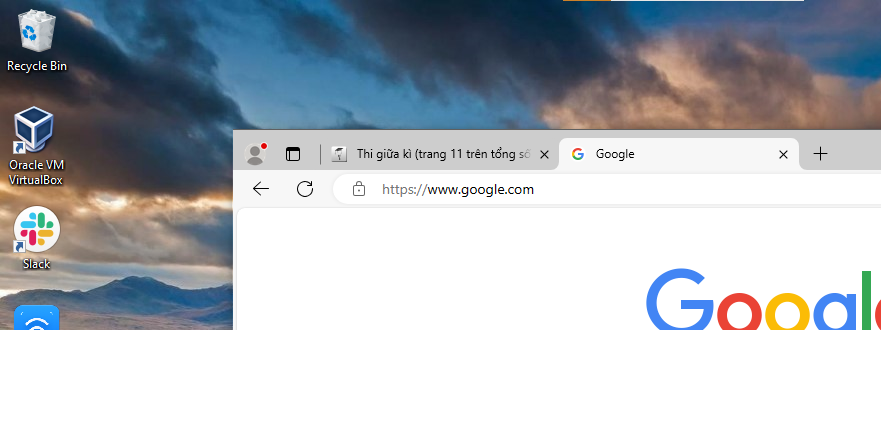 Recycle Bin
Oracle VM
VirtualBox
Slack
Thi giữa kì (trang 11 trên tổng số
Google
https://www.google.com
Google